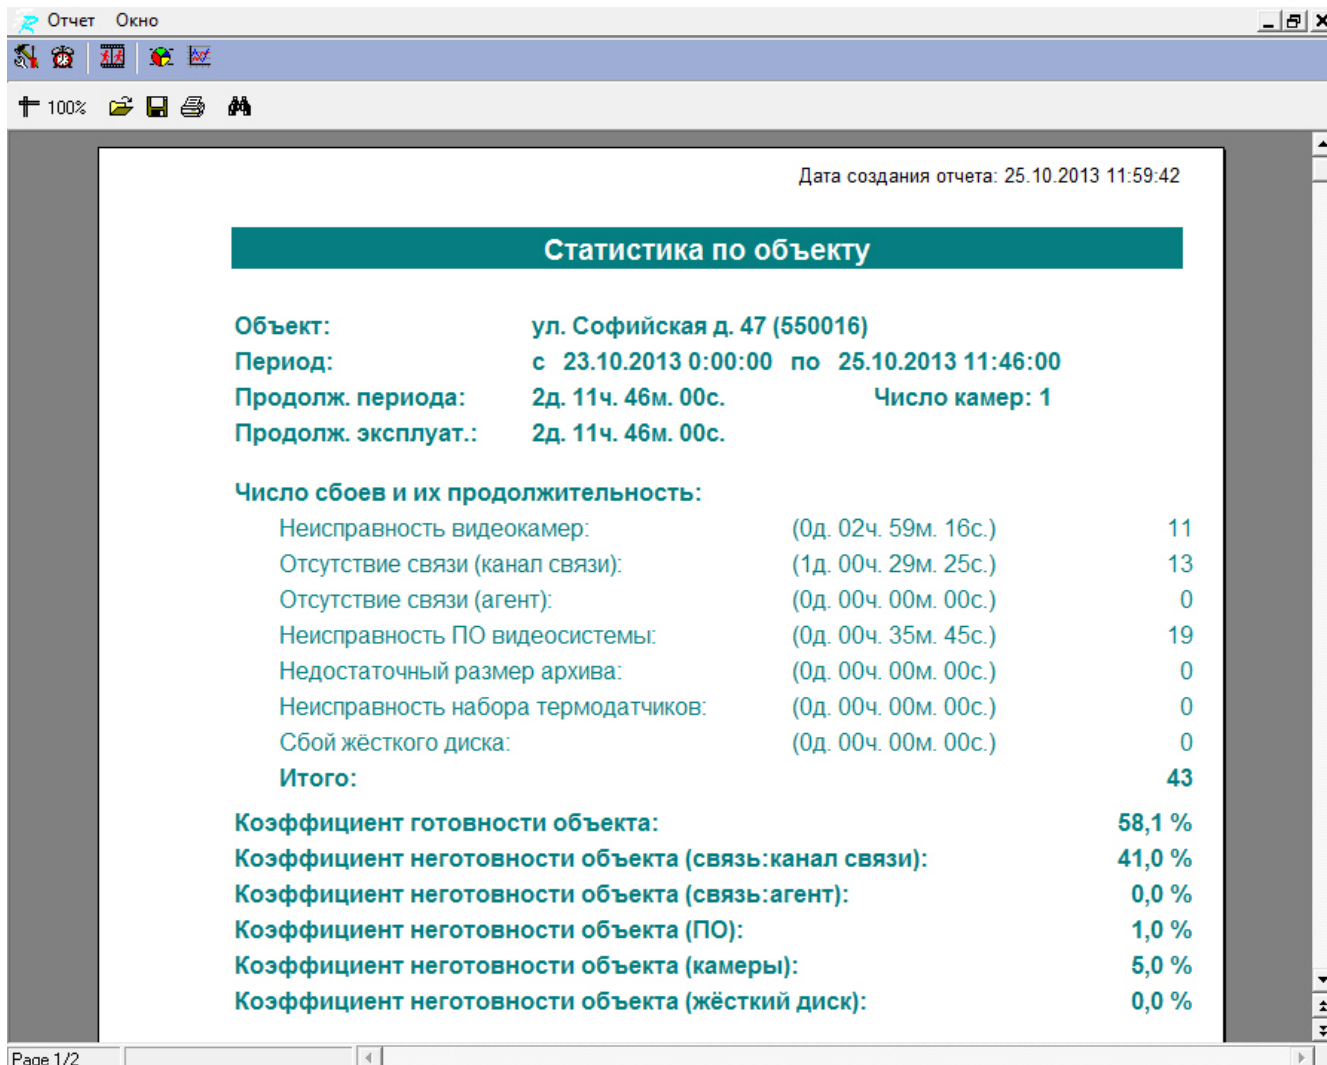 Отчет Окно
100%
Дата создания отчета: 25.10.2013 11:59:42
Статистика по объекту
Объект: ул. Софийская д. 47 (550016)
Период: с 23.10.2013 0:00:00 по 25.10.2013 11:46:00
Продолж. периода: 2д. 11ч. 46м. 00с. Число камер: 1
Продолж. эксплуат.: 2д. 11ч. 46м. 00с.
Число сбоев и их продолжительность:
Неисправность видеокамер: (0д. 02ч. 59м. 16с.) 11
Отсутствие связи (канал связи): (1д. 00ч. 29м. 25с.) 13
Отсутствие связи (агент): (0д. 00ч. 00м. 00с.) 0
Неисправность ПО видеосистемы: (0д. 00ч. 35м. 45с.) 19
Недостаточный размер архива: (0д. 00ч. 00м. 00с.) 0
Неисправность набора термодатчиков: (0д. 00ч. 00м. 00с.) 0
Сбой жёсткого диска: (0д. 00ч. 00м. 00с.) 0
Итого: 43
Коэффициент готовности объекта: 58,1 %
Коэффициент неготовности объекта (связь:канал связи): 41,0 %
Коэффициент неготовности объекта (связь:агент): 0,0 %
Коэффициент неготовности объекта (ПО): 1,0 %
Коэффициент неготовности объекта (камеры): 5,0 %
Коэффициент неготовности объекта (жёсткий диск): 0,0 %
Page 1/2